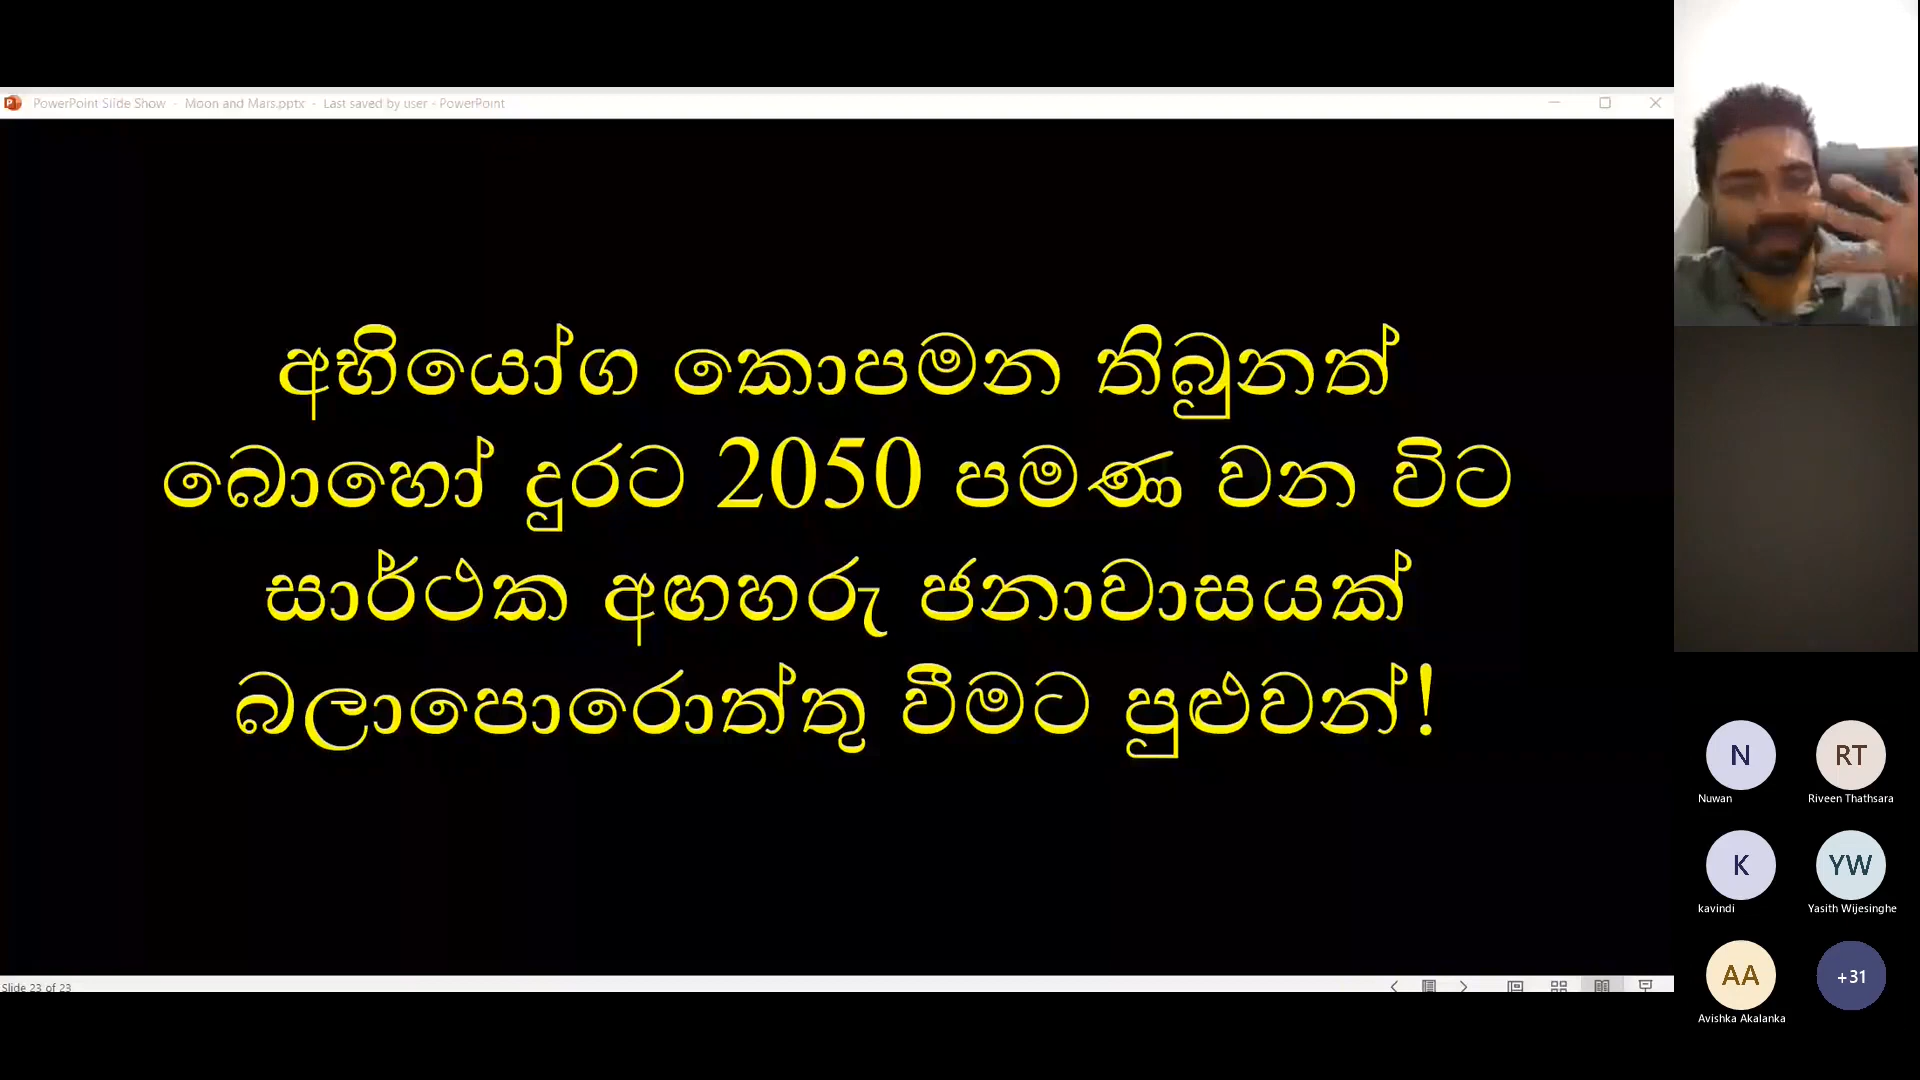 PowerPoint Slide Show - Moon and Mars.pptx - Last saved by user - PowerPoint
අභියෝග කොපමන තිබුනත්
බොහෝ දුරට 2050 පමණ වන විට
සාර්ථක අඟහරු ජනාවාසයක්
බලාපොරොත්තු වීමට පුළුවන්!
Slide 23 of 23
N
RT
Nuwan
Riveen Thathsara
K
YW
kavindi
Yasith Wijesinghe
AA
+31
Avishka Akalanka